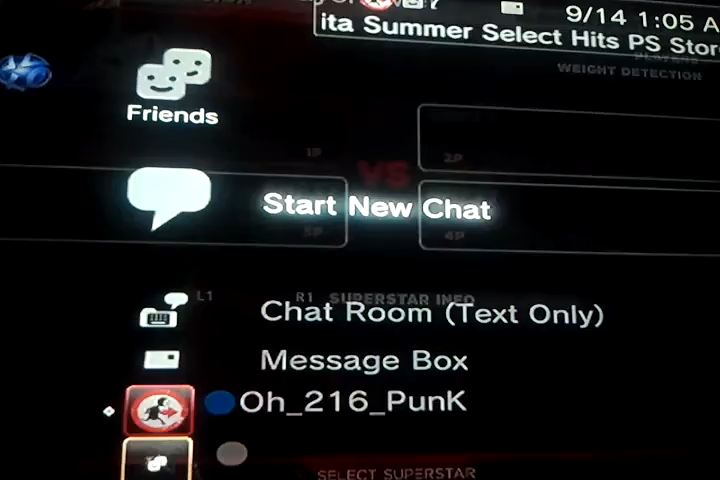 9/14 1:05 A
ita Summer Select Hits PS Stor
WEIGHT DETECTION
Friends
1P
VS
2P
Start New Chat
3P
4P
L1
R1 SUPERSTAR INFO
Chat Room (Text Only)
Message Box
Oh_216_PunK
SELECT SUPERSTAR